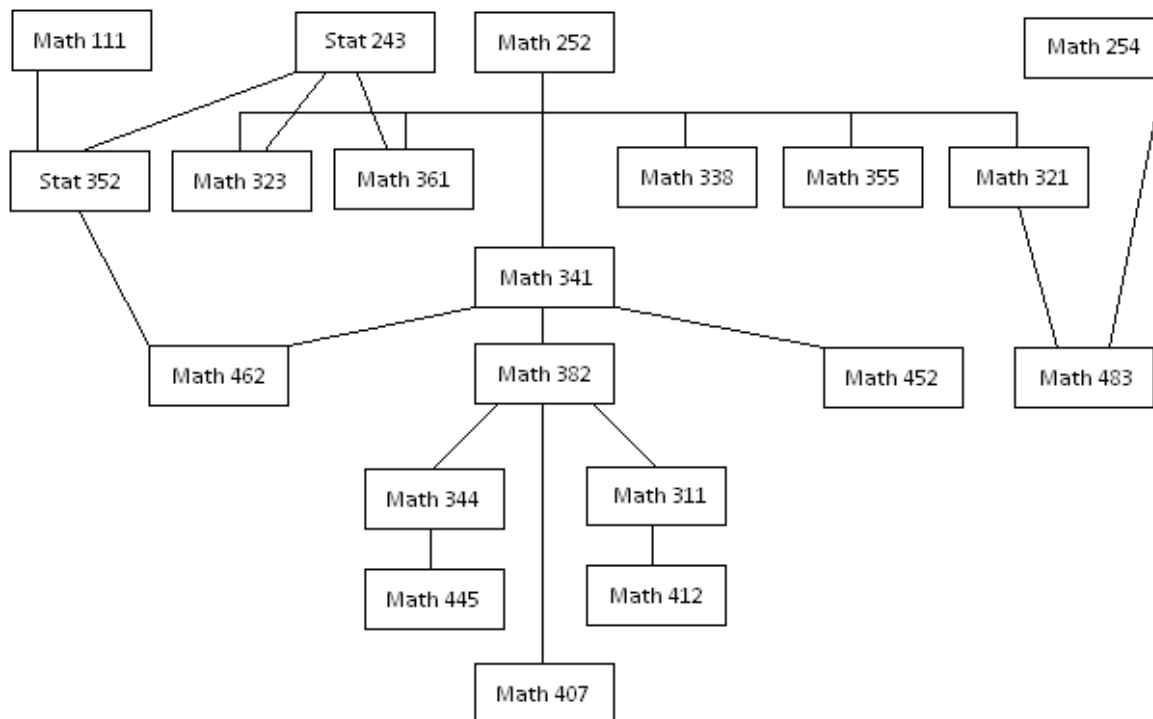 Math 111
Stat 243
Math 252
Math 254
Stat 352
Math 323
Math 361
Math 338
Math 355
Math 321
Math 341
Math 462
Math 382
Math 452
Math 483
Math 344
Math 311
Math 445
Math 412
Math 407